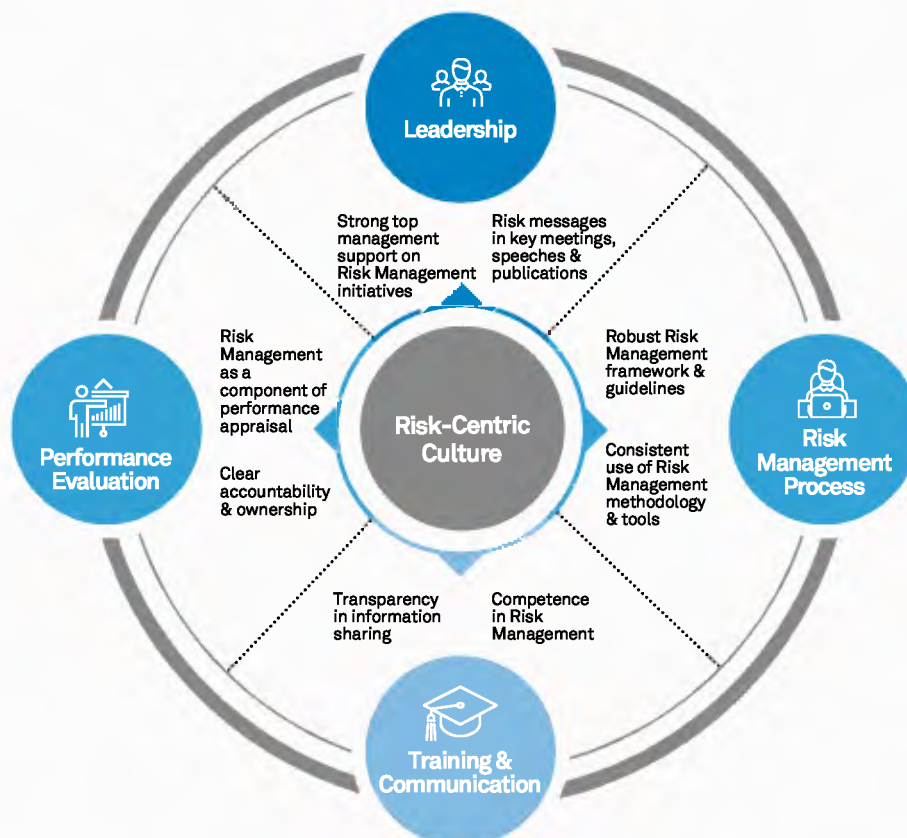 Leadership
Strong top
management
support on
Risk Management
initiatives
Risk messages
in key meetings,
speeches &
publications
Risk
Management
as a
component of
performance
appraisal
Clear
accountability
& ownership
Performance
Evaluation
Risk-Centric
Culture
Robust Risk
Management
framework &
guidelines
Consistent
use of Risk
Management
methodology
& tools
Risk
Management
Process
Transparency
in information
sharing
Competence
in Risk
Management
Training &
Communication